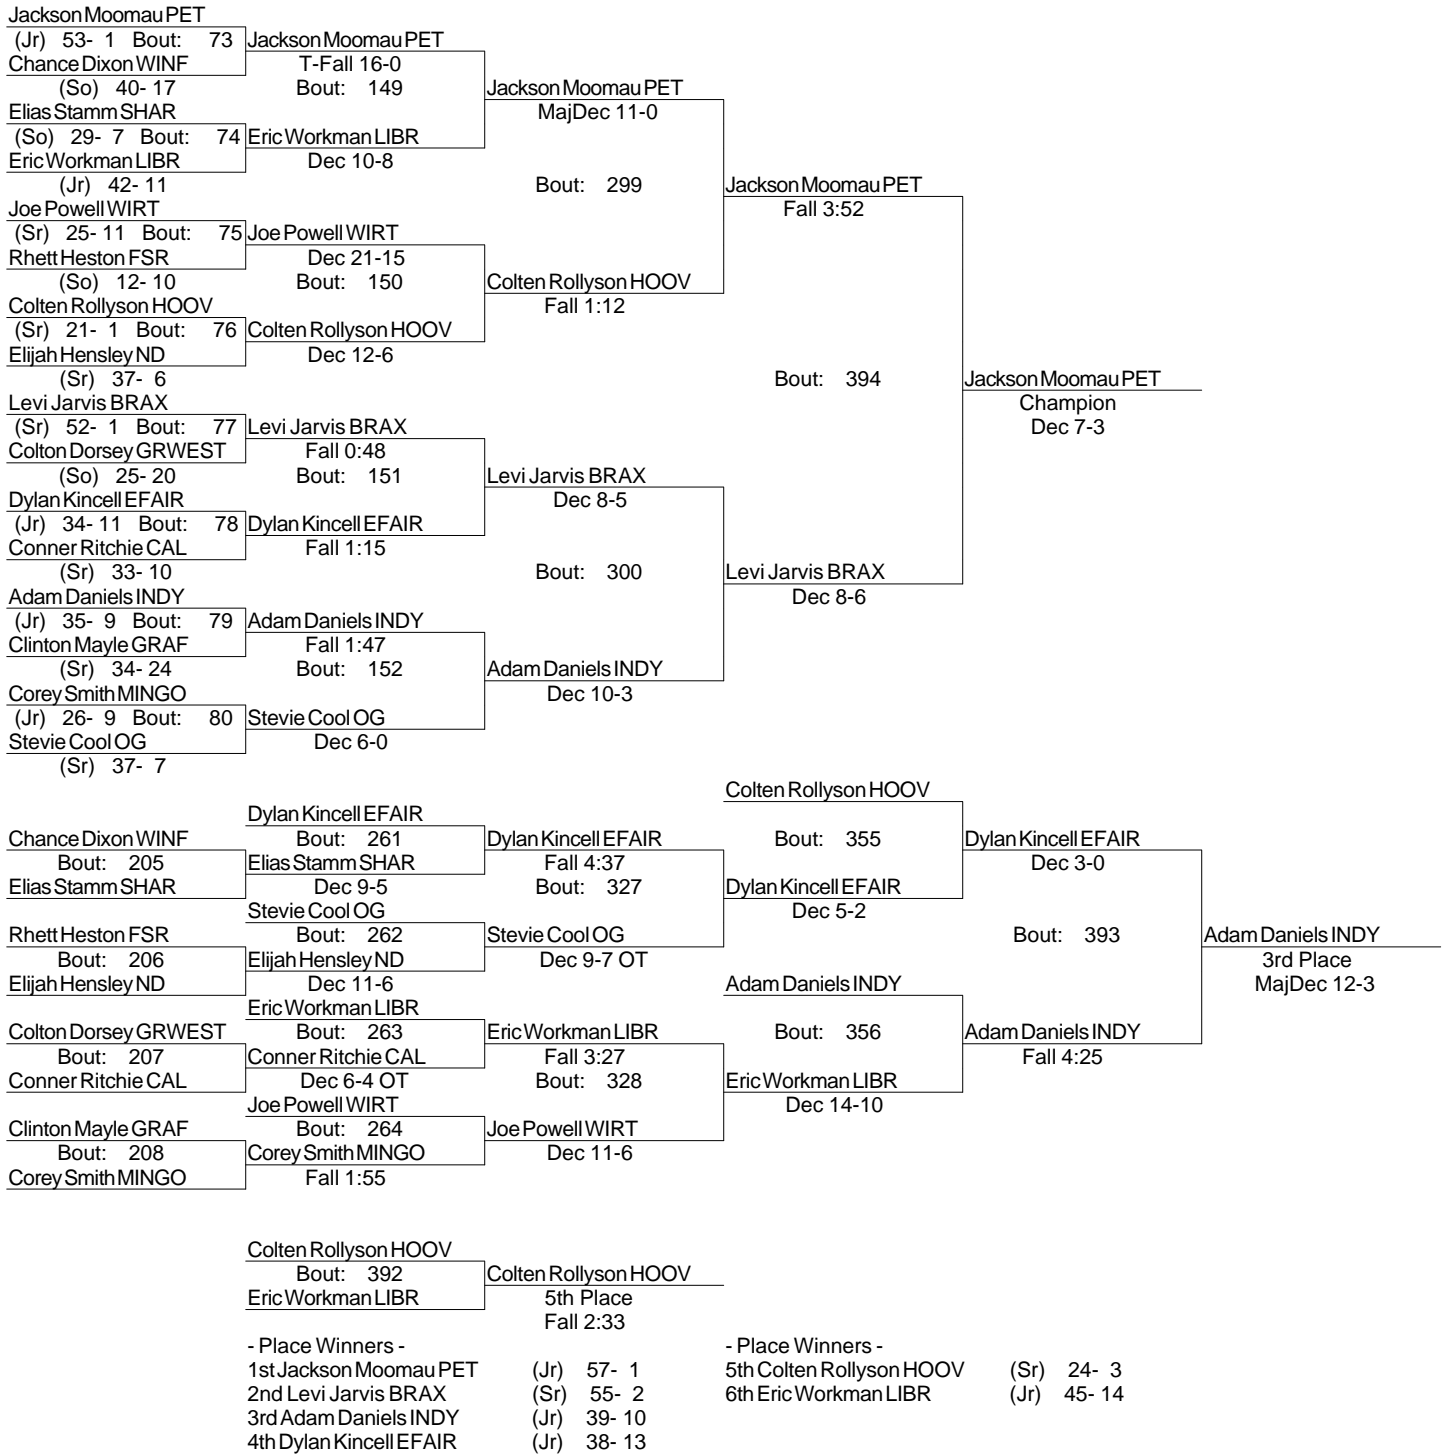 Jackson Moomau PET
(Jr) 53- 1 Bout: 73 Jackson Moomau PET
Chance Dixon WINF T-Fall 16-0
(So) 40- 17 Bout: 149 Jackson Moomau PET
Elias Stamm SHAR MajDec 11-0
(So) 29- 7 Bout: 74 Eric Workman LIBR
Eric Workman LIBR Dec 10-8
(Jr) 42- 11 Bout: 299 Jackson Moomau PET
Joe Powell WIRT Fall 3:52
(Sr) 25- 11 Bout: 75 Joe Powell WIRT
Rhett Heston FSR Dec 21-15
(So) 12- 10 Bout: 150 Colten Rollyson HOOV
Colten Rollyson HOOV Fall 1:12
(Sr) 21- 1 Bout: 76 Colten Rollyson HOOV
Elijah Hensley ND Dec 12-6
(Sr) 37- 6 Bout: 394 Jackson Moomau PET
Levi Jarvis BRAX Champion
(Sr) 52- 1 Bout: 77 Levi Jarvis BRAX Dec 7-3
Colton Dorsey GRWEST Fall 0:48
(So) 25- 20 Bout: 151 Levi Jarvis BRAX
Dylan Kincell EFAIR Dec 8-5
(Jr) 34- 11 Bout: 78 Dylan Kincell EFAIR
Conner Ritchie CAL Fall 1:15
(Sr) 33- 10 Bout: 300 Levi Jarvis BRAX
Adam Daniels INDY Dec 8-6
(Jr) 35- 9 Bout: 79 Adam Daniels INDY
Clinton Mayle GRAF Fall 1:47
(Sr) 34- 24 Bout: 152 Adam Daniels INDY
Corey Smith MINGO Dec 10-3
(Jr) 26- 9 Bout: 80 Stevie Cool OG
Stevie Cool OG Dec 6-0
(Sr) 37- 7
Colten Rollyson HOOV
Dylan Kincell EFAIR
Chance Dixon WINF Bout: 261 Dylan Kincell EFAIR Bout: 355 Dylan Kincell EFAIR
Bout: 205 Elias Stamm SHAR Fall 4:37 Dec 3-0
Elias Stamm SHAR Dec 9-5 Bout: 327 Dylan Kincell EFAIR
Stevie Cool OG Dec 5-2
Rhett Heston FSR Bout: 262 Stevie Cool OG Bout: 393 Adam Daniels INDY
Bout: 206 Elijah Hensley ND Dec 9-7 OT 3rd Place
Elijah Hensley ND Dec 11-6 Adam Daniels INDY MajDec 12-3
Eric Workman LIBR
Colton Dorsey GRWEST Bout: 263 Eric Workman LIBR Bout: 356 Adam Daniels INDY
Bout: 207 Conner Ritchie CAL Fall 3:27 Fall 4:25
Conner Ritchie CAL Dec 6-4 OT Bout: 328 Eric Workman LIBR
Joe Powell WIRT Dec 14-10
Clinton Mayle GRAF Bout: 264 Joe Powell WIRT
Bout: 208 Corey Smith MINGO Dec 11-6
Corey Smith MINGO Fall 1:55
Colten Rollyson HOOV
Bout: 392 Colten Rollyson HOOV
Eric Workman LIBR 5th Place
Fall 2:33
- Place Winners - - Place Winners -
1st Jackson Moomau PET (Jr) 57- 1 5th Colten Rollyson HOOV (Sr) 24- 3
2nd Levi Jarvis BRAX (Sr) 55- 2 6th Eric Workman LIBR (Jr) 45- 14
3rd Adam Daniels INDY (Jr) 39- 10
4th Dylan Kincell EFAIR (Jr) 38- 13